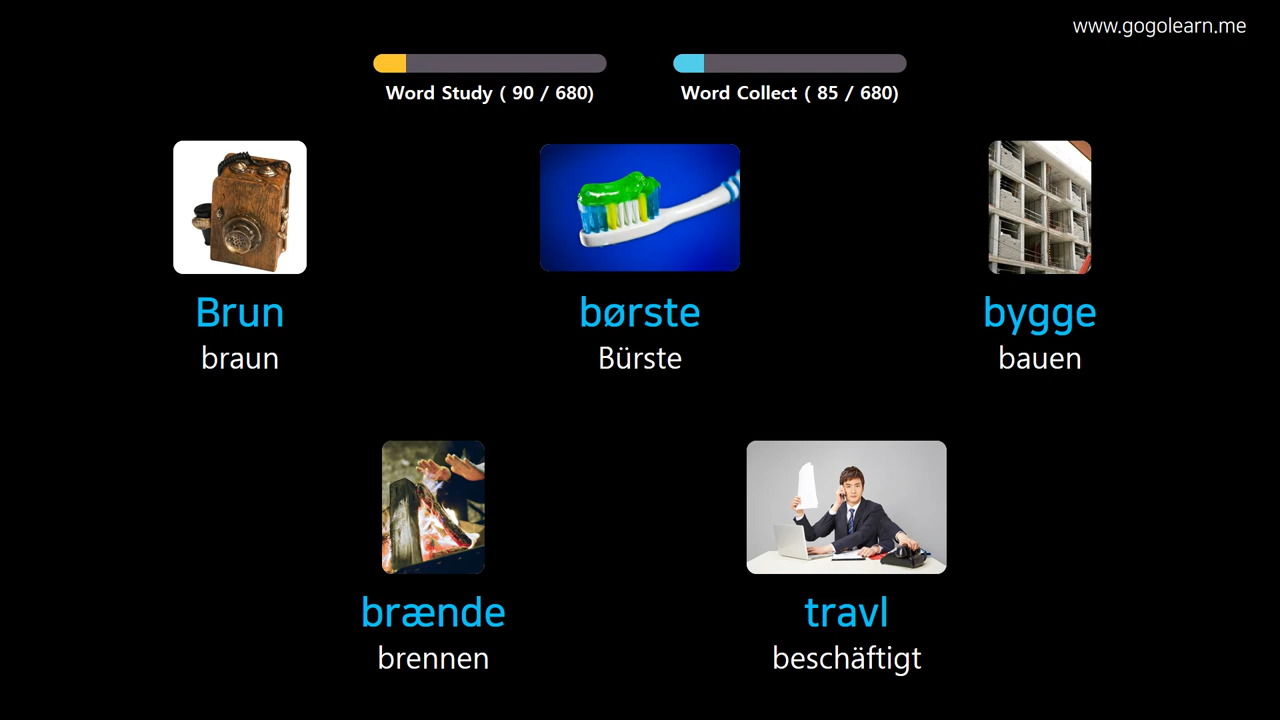 www.gogolearn.me
Word Study ( 90 / 680)
Word Collect ( 85 / 680)
Brun
braun
børste
Bürste
bygge
bauen
brænde
brennen
travl
beschäftigt